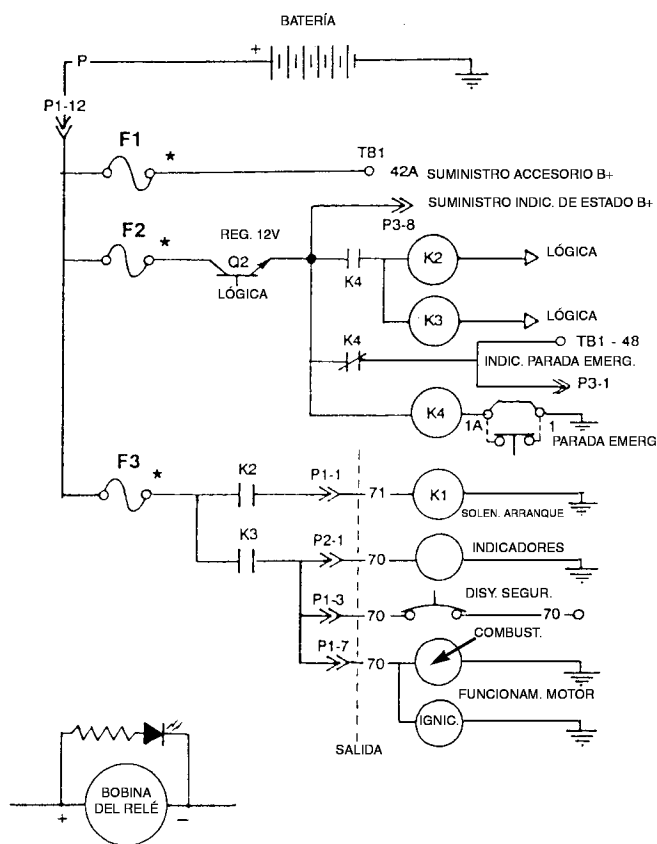 BATERÍA
+
P
P1-12
F1
*
TB1
42A SUMINISTRO ACCESORIO B+
SUMINISTRO INDIC. DE ESTADO B+
P3-8
F2
*
REG. 12V
Q2
LÓGICA
K4
K2
LÓGICA
K3
LÓGICA
K4
TB1 - 48
INDIC. PARADA EMERG.
P3-1
K4
1A
1
PARADA EMERG
F3
*
K2
P1-1
71
K1
SOLEN. ARRANQUE
K3
P2-1
70
INDICADORES
P1-3
70
DISY. SEGUR.
70
COMBUST.
P1-7
70
FUNCIONAM. MOTOR
IGNIC.
SALIDA
BOBINA
DEL RELÉ
+
−